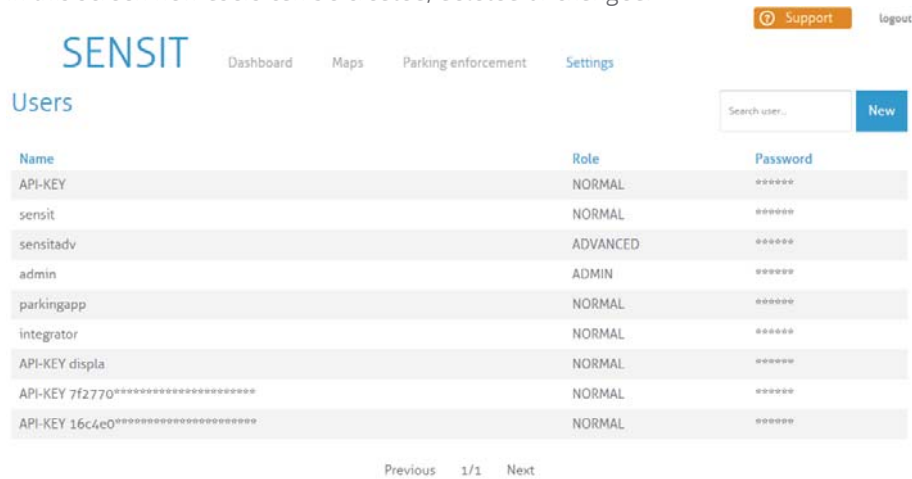 Support logout
SENSIT Dashboard Maps Parking enforcement Settings
Users
Search user.. New
Name Role Password
API-KEY NORMAL ******
sensit NORMAL ******
sensitadv ADVANCED ******
admin ADMIN ******
parkingapp NORMAL ******
integrator NORMAL ******
API-KEY displa NORMAL ******
API-KEY 7f2770********************** NORMAL ******
API-KEY 16c4e0********************** NORMAL ******
Previous 1/1 Next